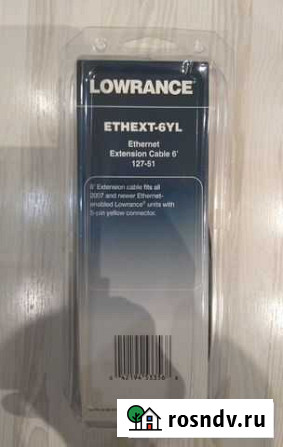 LOWRANCE®
ETHEXT-6YL
Ethernet
Extension Cable 6'
127-51
6' Extension cable fits all
2007 and newer Ethernet-
enabled Lowrance® units with
5-pin yellow connector.
rosndv.ru